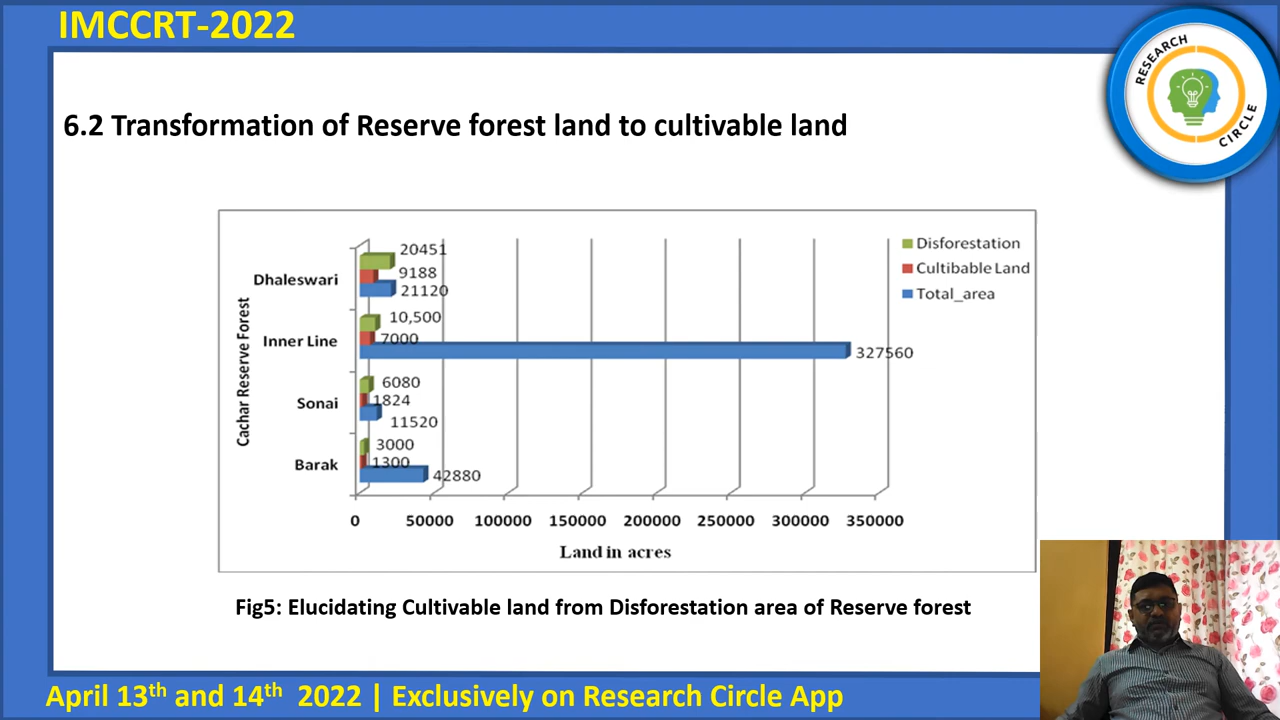 IMCCRT-2022
RESEARCH
CIRCLE
6.2 Transformation of Reserve forest land to cultivable land
Disforestation
Cultibable Land
Total_area
Cachar Reserve Forest
Dhaleswari
20451
9188
21120
Inner Line
10,500
7000
327560
Sonai
6080
1824
11520
Barak
3000
1300
42880
0 50000 100000 150000 200000 250000 300000 350000
Land in acres
Fig5: Elucidating Cultivable land from Disforestation area of Reserve forest
April 13th and 14th 2022 | Exclusively on Research Circle App